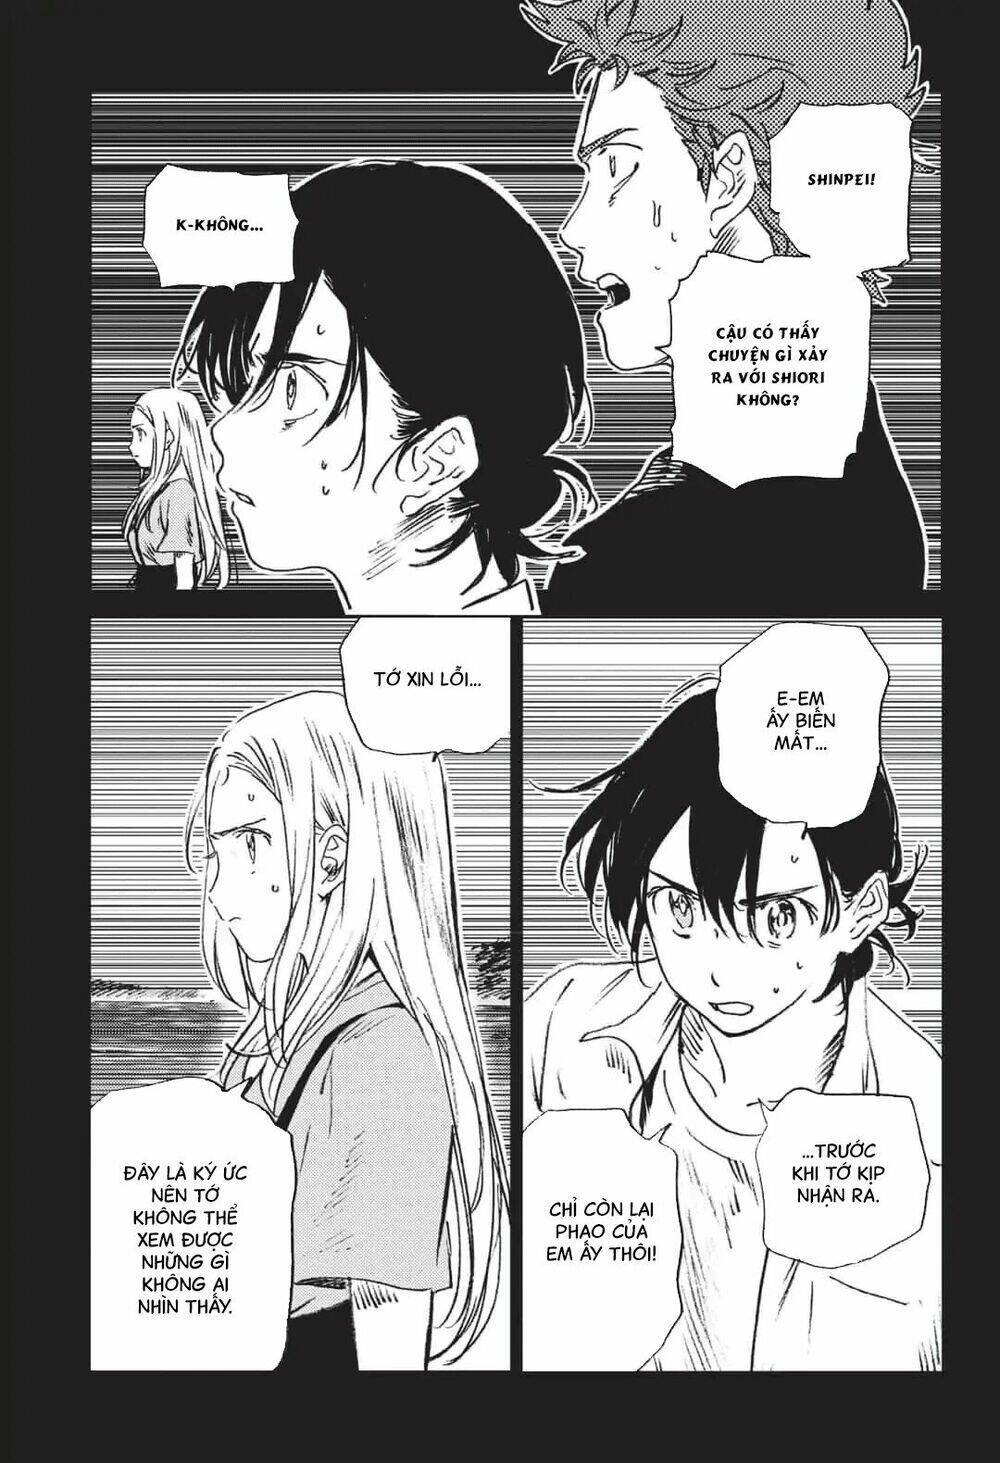 SHINPEI!
CẬU CÓ THẤY
CHUYỆN GÌ XẢY
RA VỚI SHIORI
KHÔNG?
K-KHÔNG...
E-EM
ẤY BIẾN
MẤT...
...TRƯỚC
KHI TỚ KỊP
NHẬN RA.
CHỈ CÒN LẠI
PHAO CỦA
EM ẤY THÔI!
TỚ XIN LỖI...
ĐÂY LÀ KÝ ỨC
NÊN TỚ
KHÔNG THỂ
XEM ĐƯỢC
NHỮNG GÌ
KHÔNG AI
NHÌN THẤY.